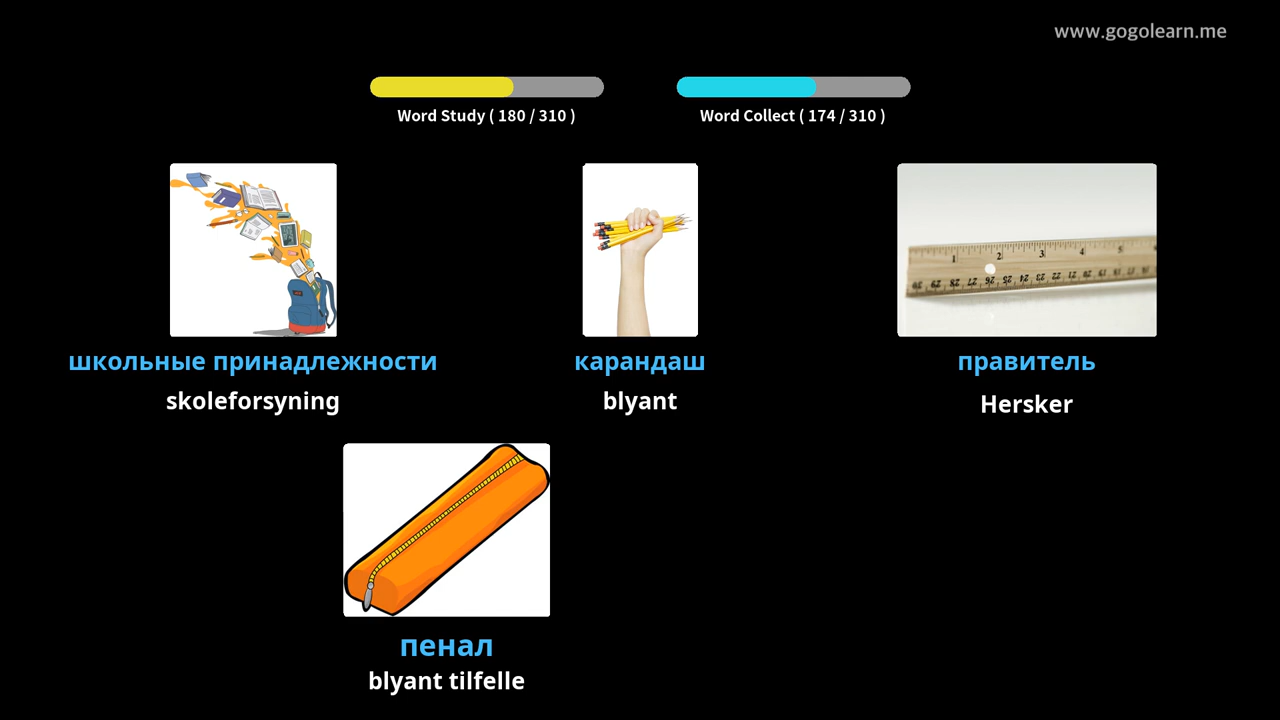 www.gogolearn.me
Word Study ( 180 / 310 )
Word Collect ( 174 / 310 )
школьные принадлежности
skoleforsyning
карандаш
blyant
правитель
Hersker
пенал
blyant tilfelle